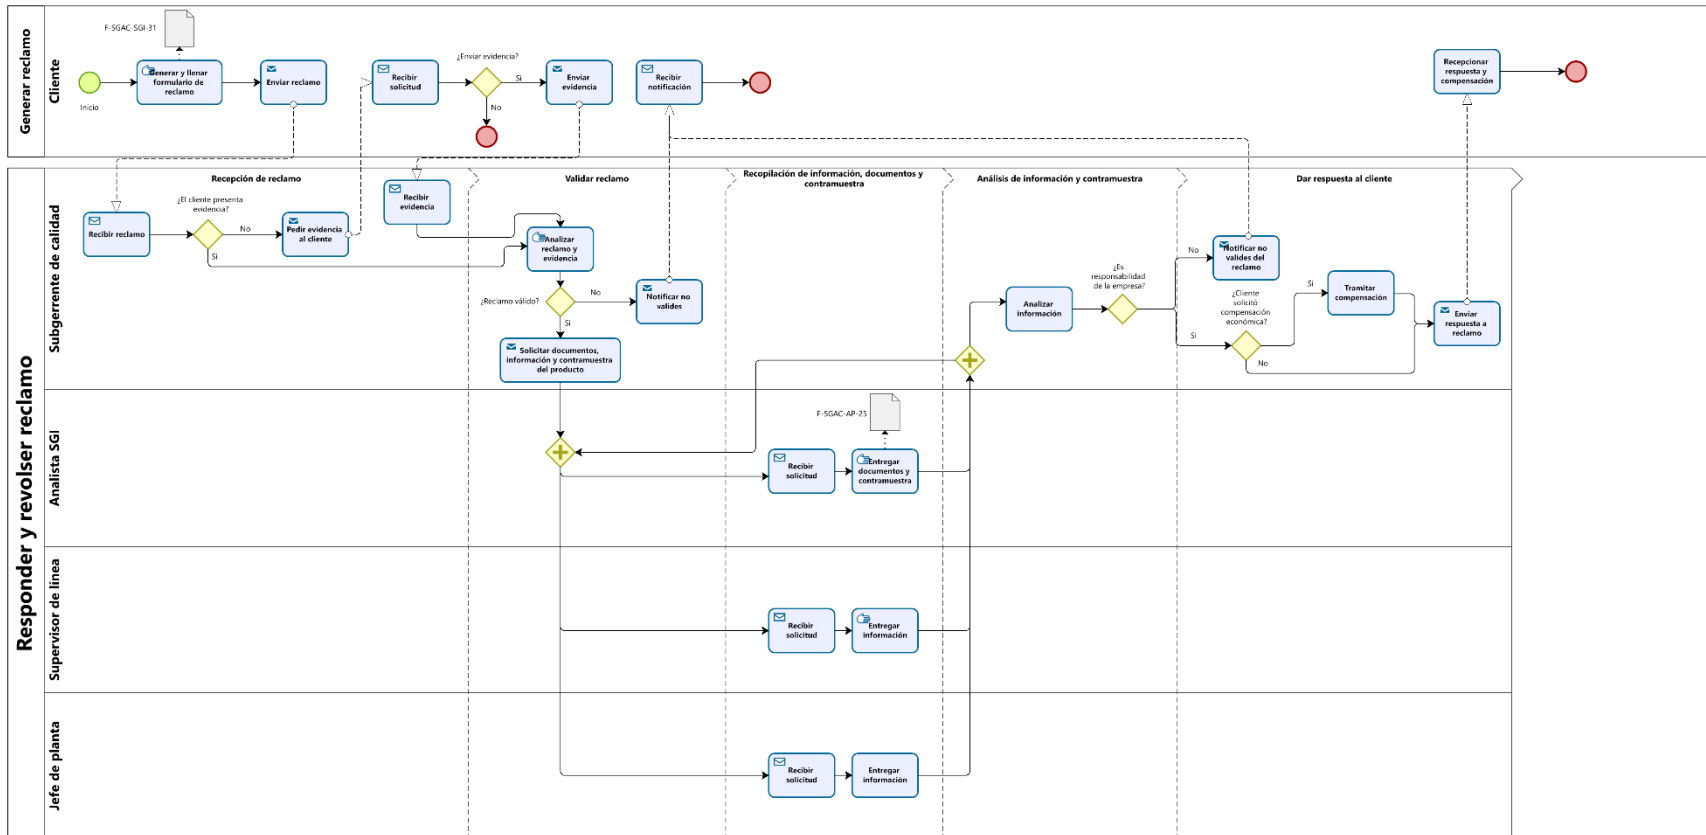 Generar reclamo
Cliente
F-SGAC-SGI-31
Inicio
Generar y llenar
formulario de
reclamo
Enviar reclamo
Recibir
solicitud
¿Enviar evidencia?
Si
No
Enviar
evidencia
Recibir
notificación
Recepcionar
respuesta y
compensación
Responder y revolser reclamo
Subgerrente de calidad
Recepción de reclamo
Validar reclamo
Recopilación de información, documentos y
contramuestra
Análisis de información y contramuestra
Dar respuesta al cliente
Recibir reclamo
¿El cliente presenta
evidencia?
No
Si
Pedir evidencia
al cliente
Recibir
evidencia
Analizar
reclamo y
evidencia
¿Reclamo válido?
No
Si
Notificar no
valides
Solicitar documentos,
información y contramuestra
del producto
Analizar
información
¿Es
responsabilidad
de la empresa?
No
Si
Notificar no
valides del
reclamo
¿Cliente
solicitó
compensación
económica?
Si
No
Tramitar
compensación
Enviar
respuesta a
reclamo
Analista SGI
F-SGAC-AP-25
Recibir
solicitud
Entregar
documentos y
contramuestra
Supervisor de línea
Recibir
solicitud
Entregar
información
Jefe de planta
Recibir
solicitud
Entregar
información